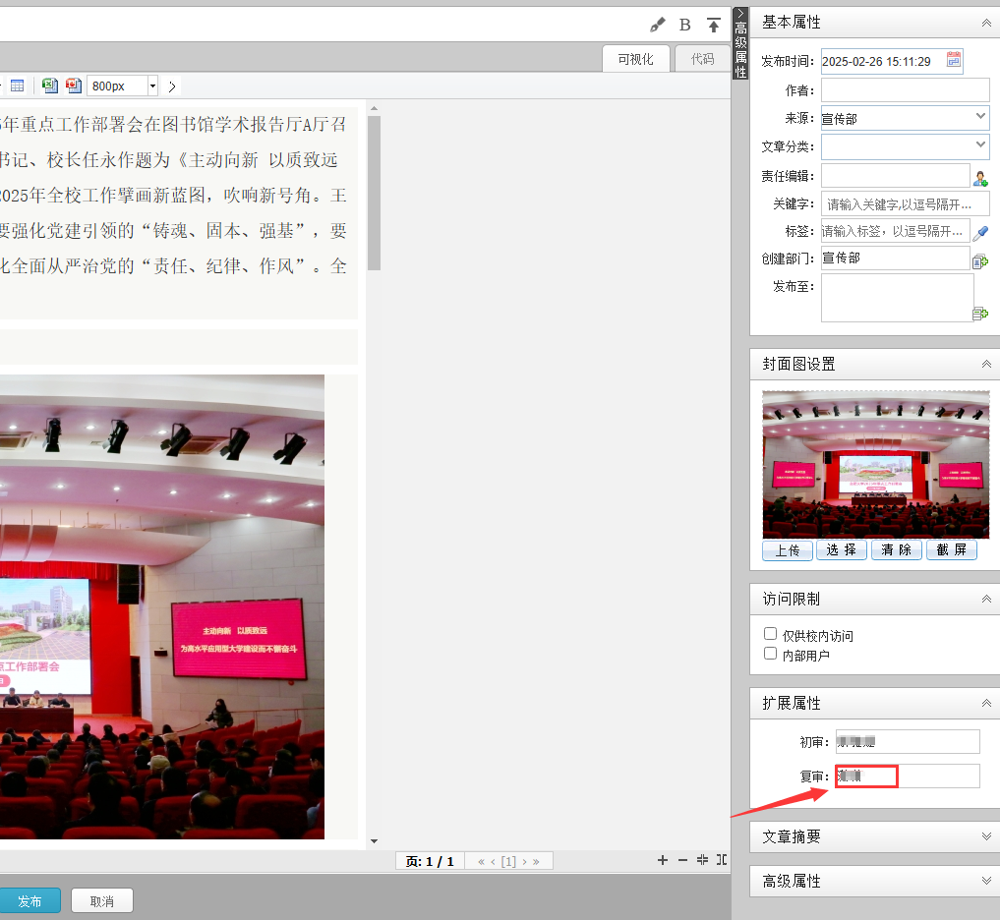 B
高级属性
可视化
代码
800px
年重点工作部署会在图书馆学术报告厅A厅召
书记、校长任永作题为《主动向新 以质致远
2025年全校工作擘画新蓝图，吹响新号角。王
要强化党建引领的“铸魂、固本、强基”，要
化全面从严治党的“责任、纪律、作风”。全
主动向新 以质致远
为高水平应用型大学建设而不懈奋斗
点工作部署会
页: 1 / 1
« ‹ [1] › »
发布
取消
基本属性
发布时间: 2025-02-26 15:11:29
作者:
来源: 宣传部
文章分类:
责任编辑:
关键字: 请输入关键字,以逗号隔开...
标签: 请输入标签，以逗号隔开...
创建部门: 宣传部
发布至:
封面图设置
上传
选 择
清 除
截 屏
访问限制
仅供校内访问
内部用户
扩展属性
初审:
复审:
文章摘要
高级属性